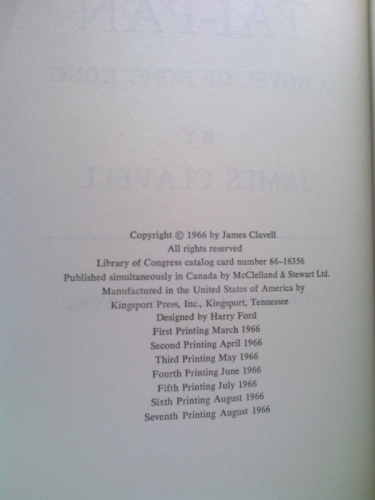 TAI-PAN
A NOVEL OF HONG KONG
BY
JAMES CLAVELL
Copyright © 1966 by James Clavell
All rights reserved
Library of Congress catalog card number 66-16356
Published simultaneously in Canada by McClelland & Stewart Ltd.
Manufactured in the United States of America by
Kingsport Press, Inc., Kingsport, Tennessee
Designed by Harry Ford
First Printing March 1966
Second Printing April 1966
Third Printing May 1966
Fourth Printing June 1966
Fifth Printing July 1966
Sixth Printing August 1966
Seventh Printing August 1966